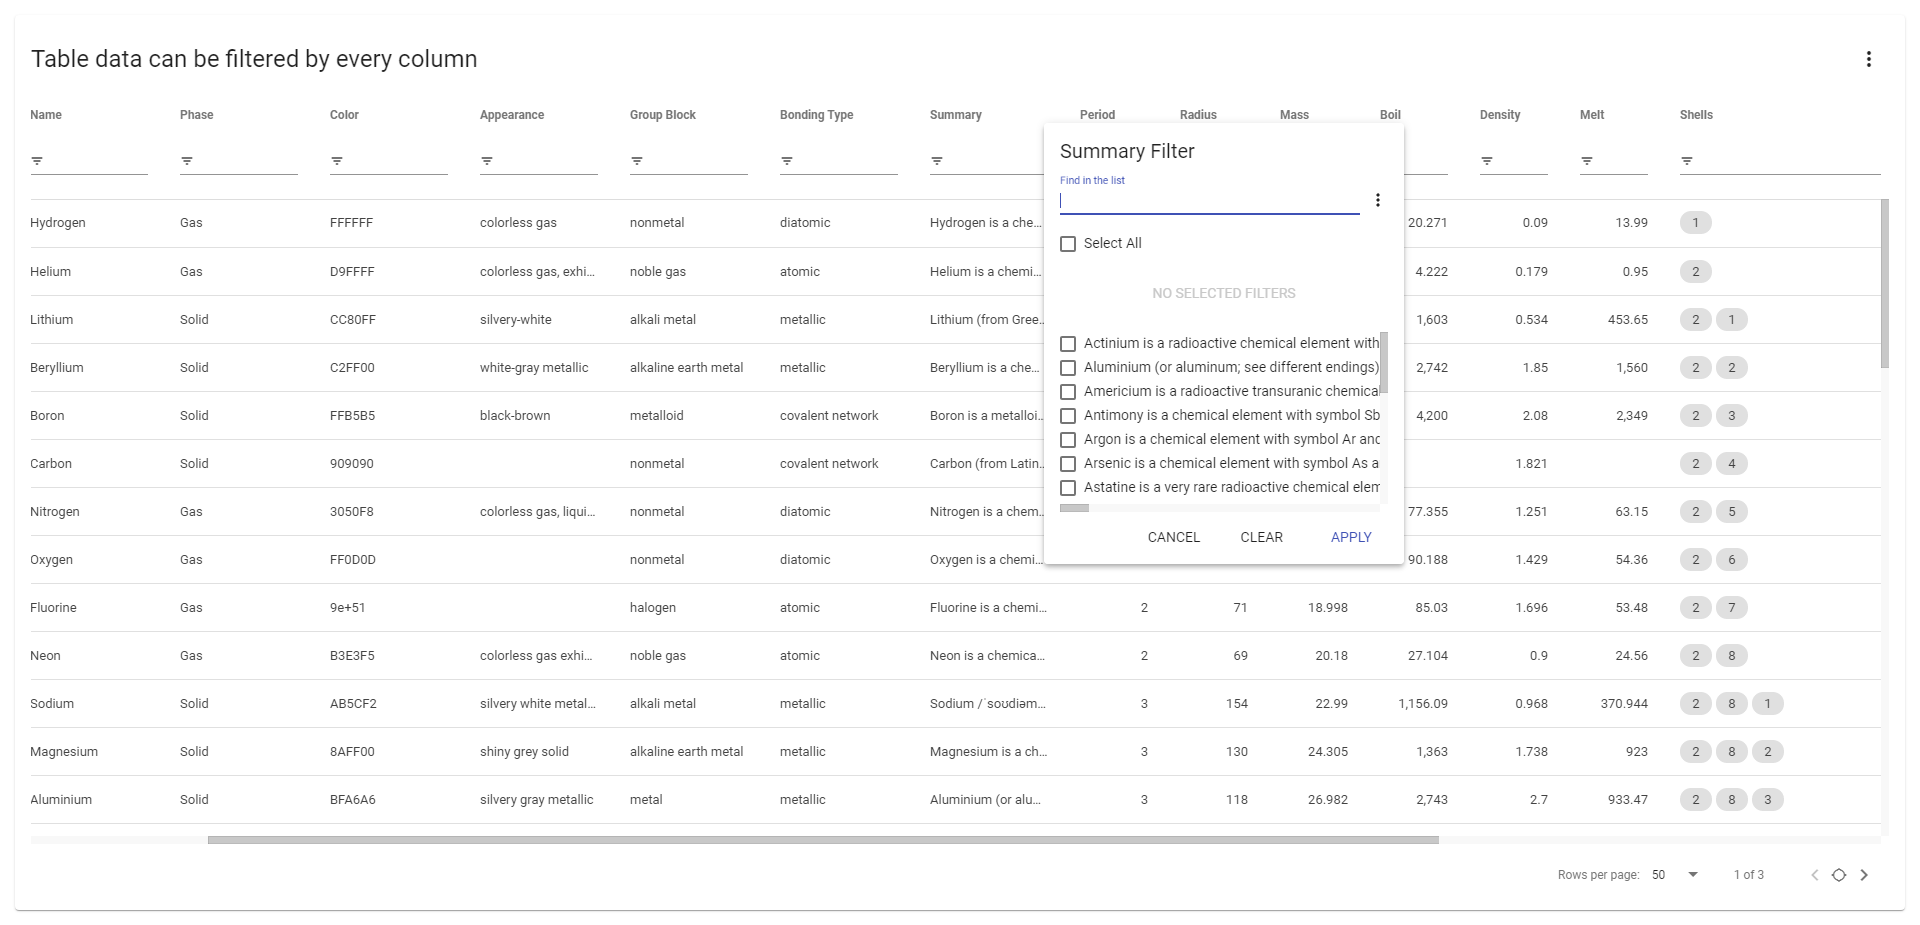 Table data can be filtered by every column
Name Phase Color Appearance Group Block Bonding Type Summary Period Radius Mass Boil Density Melt Shells
Summary Filter
Find in the list
Select All
NO SELECTED FILTERS
Actinium is a radioactive chemical element with
Aluminium (or aluminum; see different endings)
Americium is a radioactive transuranic chemical
Antimony is a chemical element with symbol Sb
Argon is a chemical element with symbol Ar and
Arsenic is a chemical element with symbol As a
Astatine is a very rare radioactive chemical elem
CANCEL CLEAR APPLY
Hydrogen Gas FFFFFF colorless gas nonmetal diatomic Hydrogen is a che... 20.271 0.09 13.99 1
Helium Gas D9FFFF colorless gas, exhi... noble gas atomic Helium is a chemi... 4.222 0.179 0.95 2
Lithium Solid CC80FF silvery-white alkali metal metallic Lithium (from Gree... 1,603 0.534 453.65 2 1
Beryllium Solid C2FF00 white-gray metallic alkaline earth metal metallic Beryllium is a che... 2,742 1.85 1,560 2 2
Boron Solid FFB5B5 black-brown metalloid covalent network Boron is a metalloi... 4,200 2.08 2,349 2 3
Carbon Solid 909090 nonmetal covalent network Carbon (from Latin... 1.821 2 4
Nitrogen Gas 3050F8 colorless gas, liqui... nonmetal diatomic Nitrogen is a chem... 77.355 1.251 63.15 2 5
Oxygen Gas FF0D0D nonmetal diatomic Oxygen is a chemi... 90.188 1.429 54.36 2 6
Fluorine Gas 9e+51 halogen atomic Fluorine is a chemi... 2 71 18.998 85.03 1.696 53.48 2 7
Neon Gas B3E3F5 colorless gas exhi... noble gas atomic Neon is a chemica... 2 69 20.18 27.104 0.9 24.56 2 8
Sodium Solid AB5CF2 silvery white metal... alkali metal metallic Sodium /ˈsoʊdiəm... 3 154 22.99 1,156.09 0.968 370.944 2 8 1
Magnesium Solid 8AFF00 shiny grey solid alkaline earth metal metallic Magnesium is a ch... 3 130 24.305 1,363 1.738 923 2 8 2
Aluminium Solid BFA6A6 silvery gray metallic metal metallic Aluminium (or alu... 3 118 26.982 2,743 2.7 933.47 2 8 3
Rows per page: 50 1 of 3